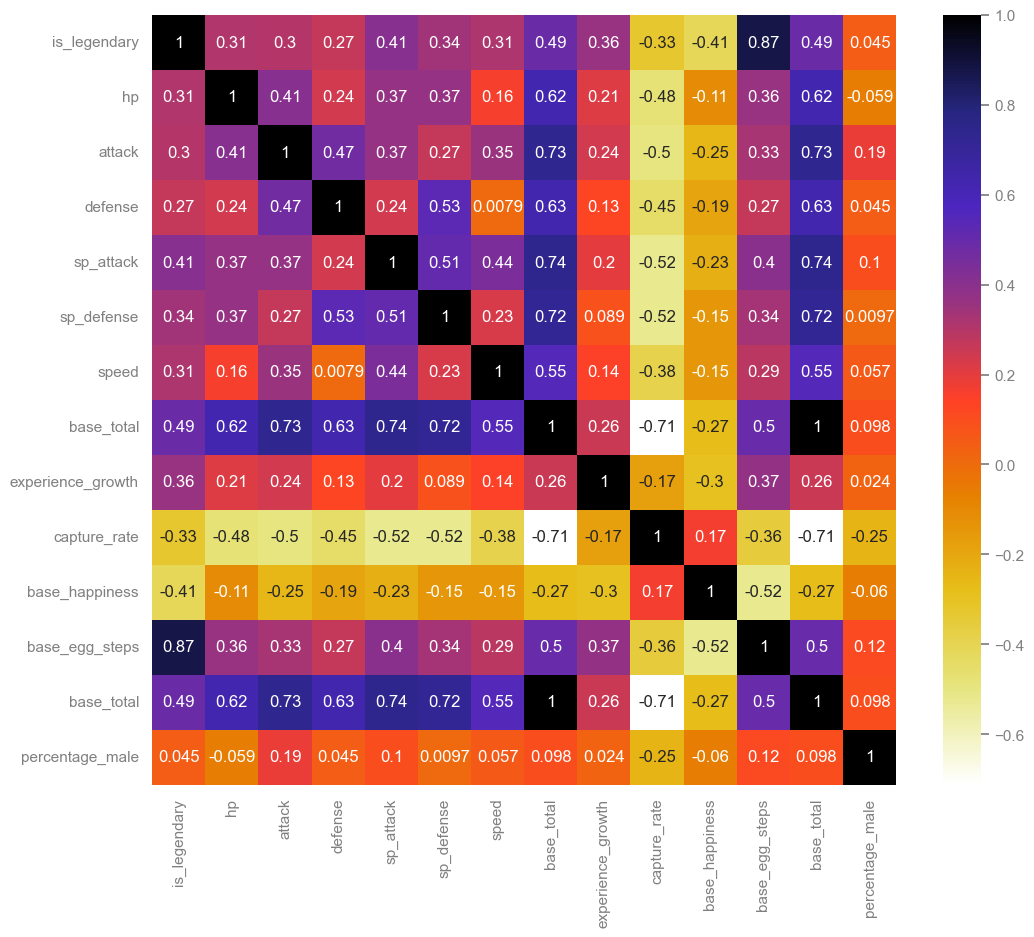 is_legendary 1 0.31 0.3 0.27 0.41 0.34 0.31 0.49 0.36 -0.33 -0.41 0.87 0.49 0.045
hp 0.31 1 0.41 0.24 0.37 0.37 0.16 0.62 0.21 -0.48 -0.11 0.36 0.62 -0.059
attack 0.3 0.41 1 0.47 0.37 0.27 0.35 0.73 0.24 -0.5 -0.25 0.33 0.73 0.19
defense 0.27 0.24 0.47 1 0.24 0.53 0.0079 0.63 0.13 -0.45 -0.19 0.27 0.63 0.045
sp_attack 0.41 0.37 0.37 0.24 1 0.51 0.44 0.74 0.2 -0.52 -0.23 0.4 0.74 0.1
sp_defense 0.34 0.37 0.27 0.53 0.51 1 0.23 0.72 0.089 -0.52 -0.15 0.34 0.72 0.0097
speed 0.31 0.16 0.35 0.0079 0.44 0.23 1 0.55 0.14 -0.38 -0.15 0.29 0.55 0.057
base_total 0.49 0.62 0.73 0.63 0.74 0.72 0.55 1 0.26 -0.71 -0.27 0.5 1 0.098
experience_growth 0.36 0.21 0.24 0.13 0.2 0.089 0.14 0.26 1 -0.17 -0.3 0.37 0.26 0.024
capture_rate -0.33 -0.48 -0.5 -0.45 -0.52 -0.52 -0.38 -0.71 -0.17 1 0.17 -0.36 -0.71 -0.25
base_happiness -0.41 -0.11 -0.25 -0.19 -0.23 -0.15 -0.15 -0.27 -0.3 0.17 1 -0.52 -0.27 -0.06
base_egg_steps 0.87 0.36 0.33 0.27 0.4 0.34 0.29 0.5 0.37 -0.36 -0.52 1 0.5 0.12
base_total 0.49 0.62 0.73 0.63 0.74 0.72 0.55 1 0.26 -0.71 -0.27 0.5 1 0.098
percentage_male 0.045 -0.059 0.19 0.045 0.1 0.0097 0.057 0.098 0.024 -0.25 -0.06 0.12 0.098 1
is_legendary
hp
attack
defense
sp_attack
sp_defense
speed
base_total
experience_growth
capture_rate
base_happiness
base_egg_steps
base_total
percentage_male
1.0
0.8
0.6
0.4
0.2
0.0
−0.2
−0.4
−0.6